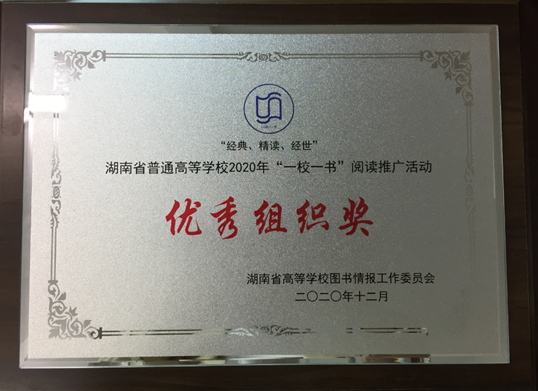 “经典、精读、经世”
湖南省普通高等学校2020年“一校一书”阅读推广活动
优秀组织奖
湖南省高等学校图书情报工作委员会
二〇二〇年十二月